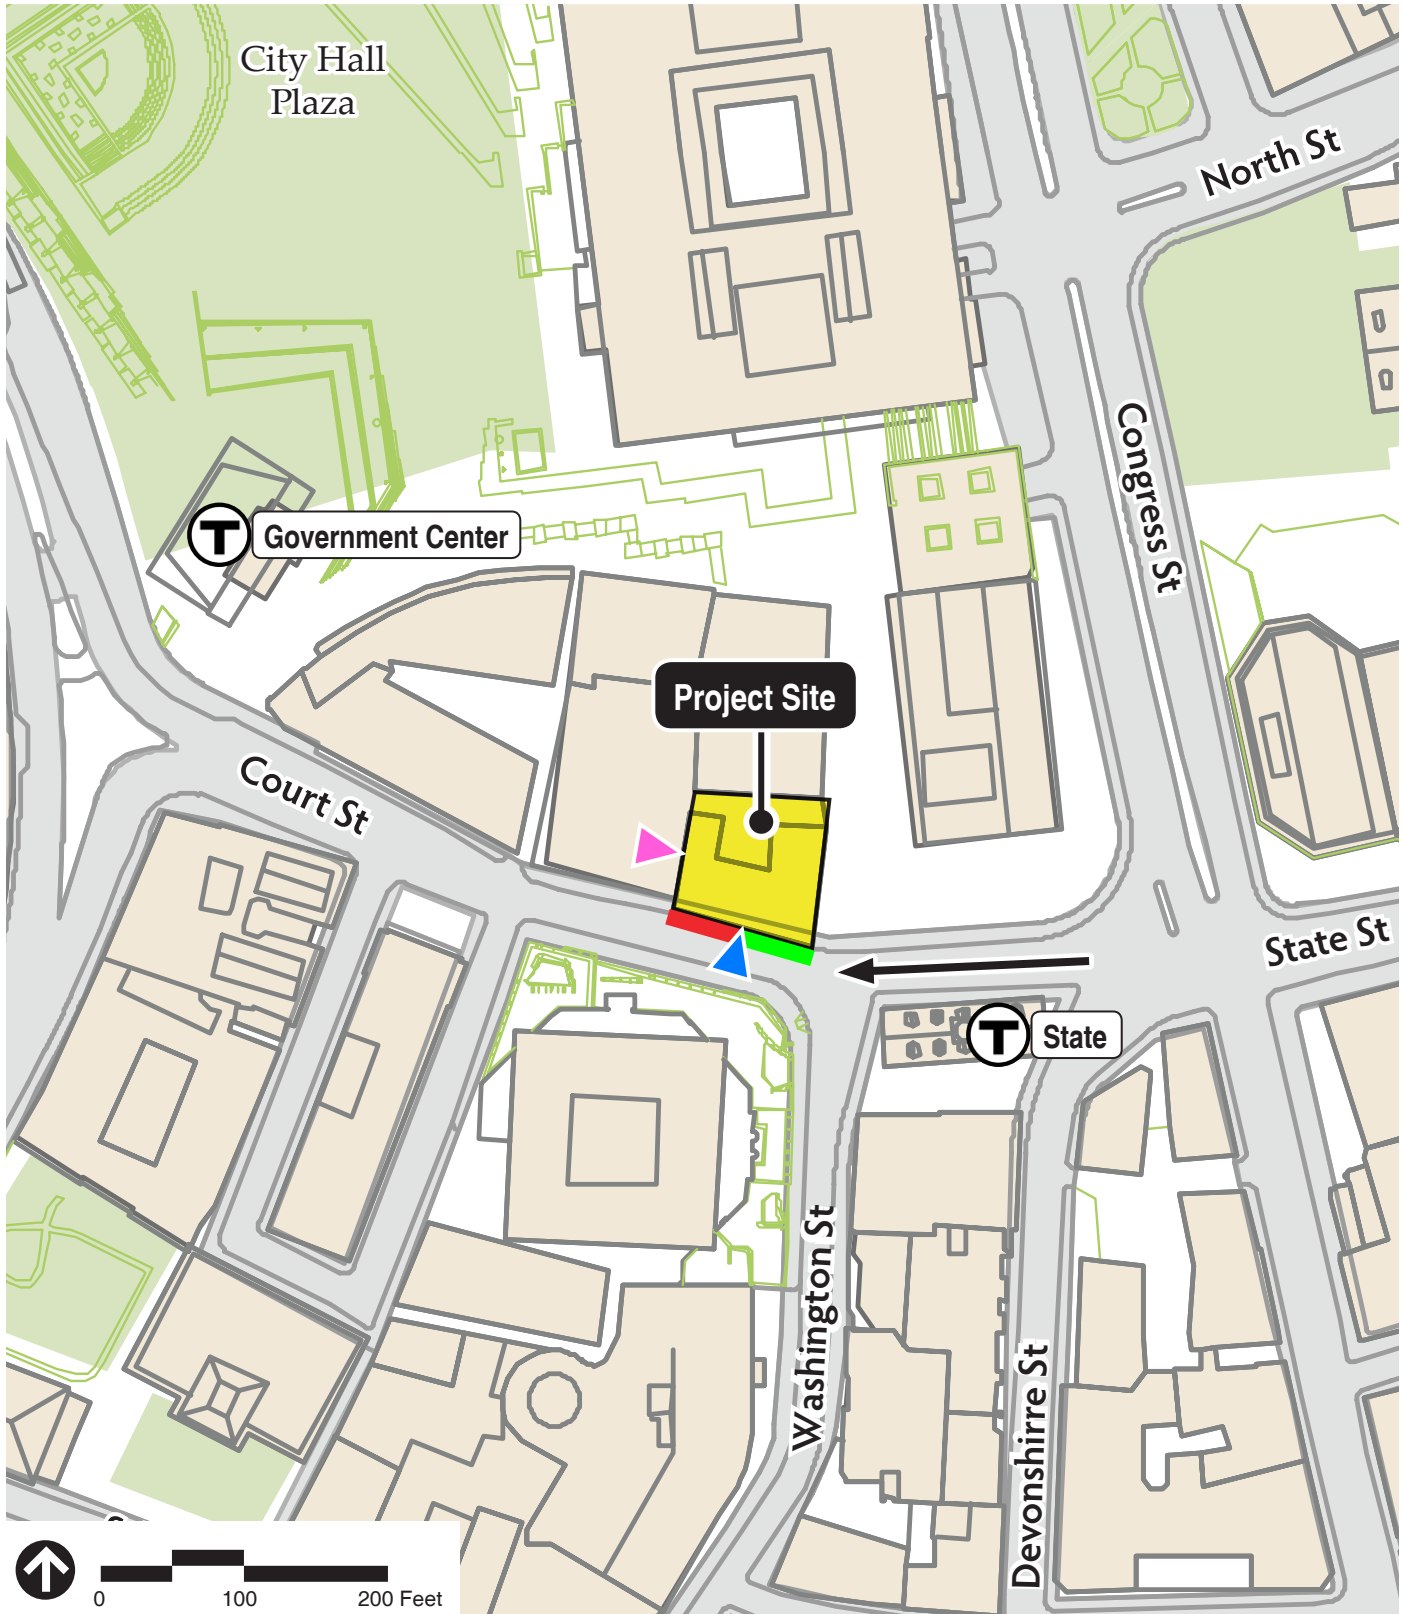 City Hall
Plaza
North St
Congress St
T Government Center
Project Site
Court St
State St
T State
Washington St
Devonshirre St
0 100 200 Feet